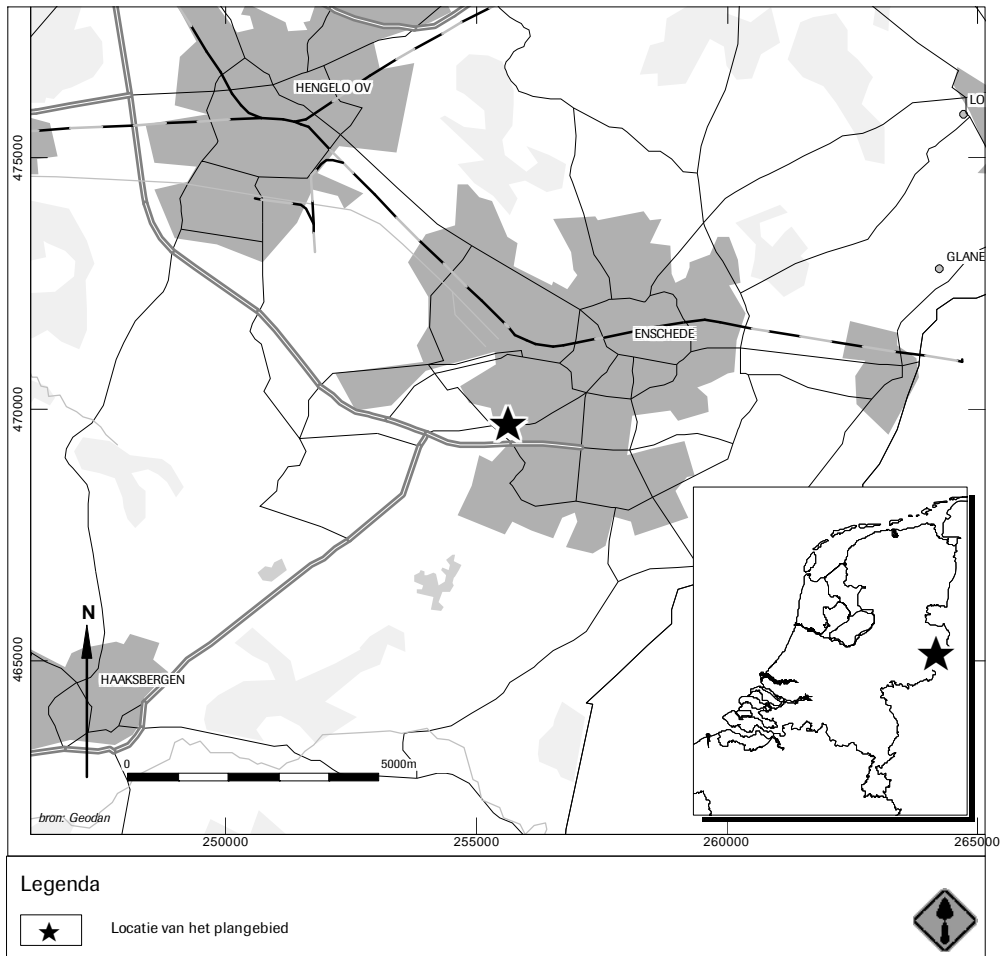 HENGELO OV
LO
475000
GLANE
ENSCHEDE
470000
N
465000
HAAKSBERGEN
0
5000m
bron: Geodan
250000
255000
260000
265000
Legenda
Locatie van het plangebied